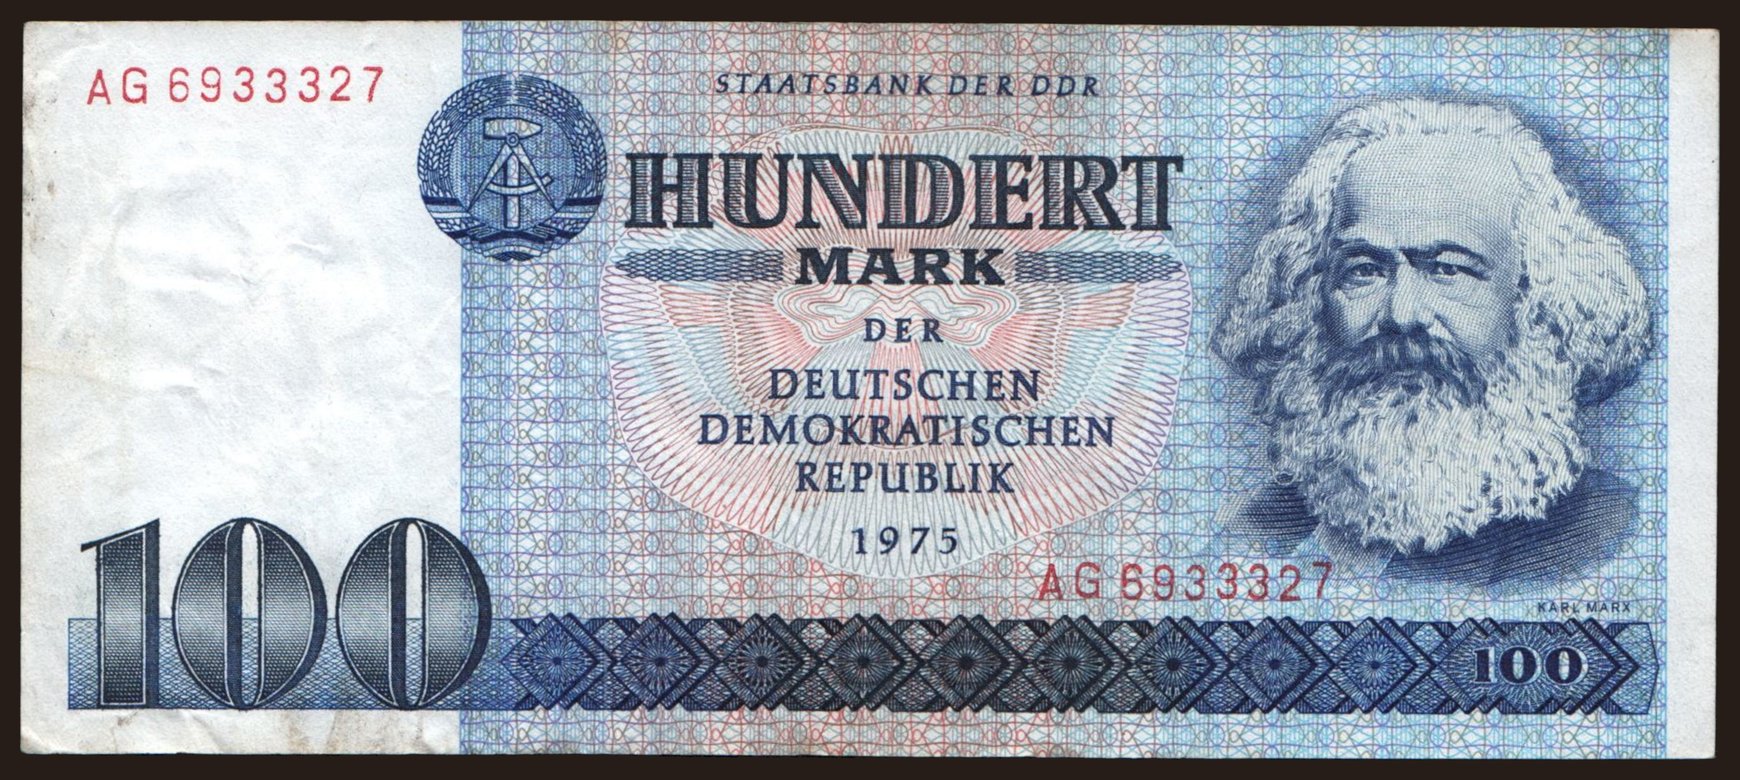 AG 6933327
STAATSBANK DER DDR
HUNDERT
MARK
DER
DEUTSCHEN
DEMOKRATISCHEN
REPUBLIK
1975
AG 6933327
KARL MARX
100
100